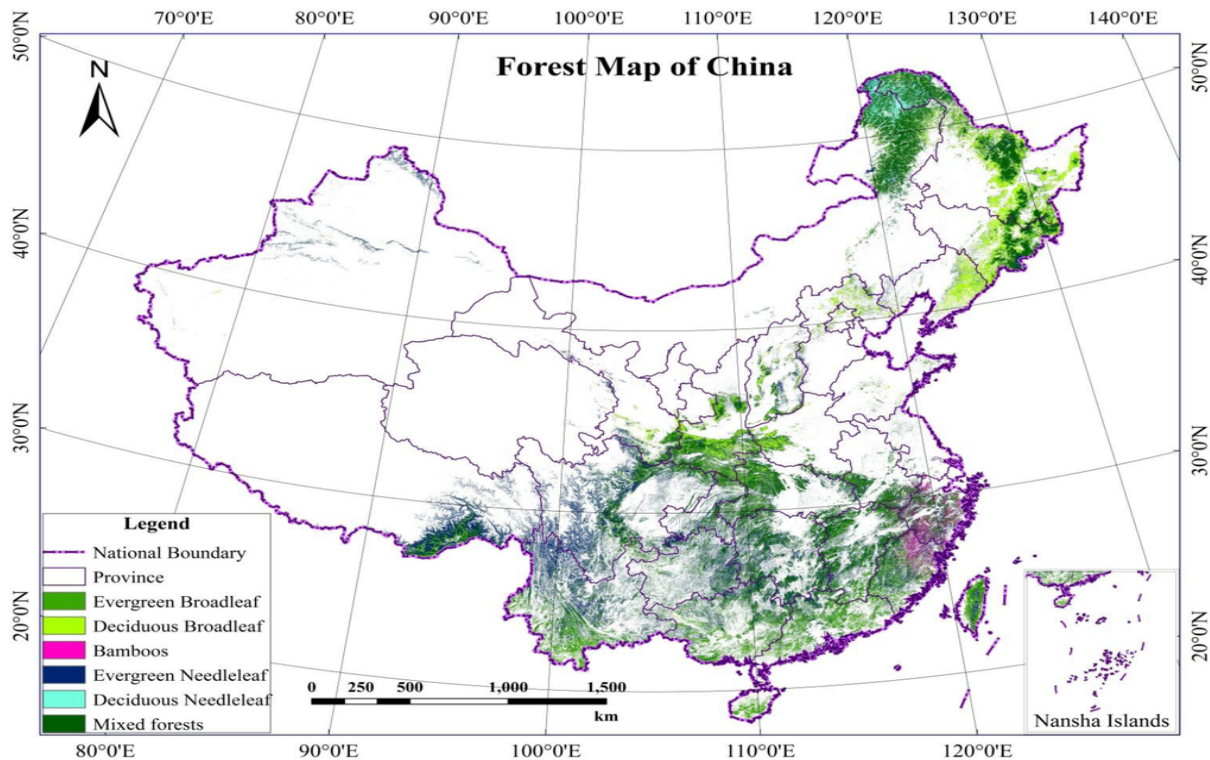 70°0'E 80°0'E 90°0'E 100°0'E 110°0'E 120°0'E 130°0'E 140°0'E
Forest Map of China
N
50°0'N
40°0'N
30°0'N
20°0'N
50°0'N
40°0'N
30°0'N
20°0'N
Legend
National Boundary
Province
Evergreen Broadleaf
Deciduous Broadleaf
Bamboos
Evergreen Needleleaf
Deciduous Needleleaf
Mixed forests
0 250 500 1,000 1,500
km
Nansha Islands
80°0'E 90°0'E 100°0'E 110°0'E 120°0'E